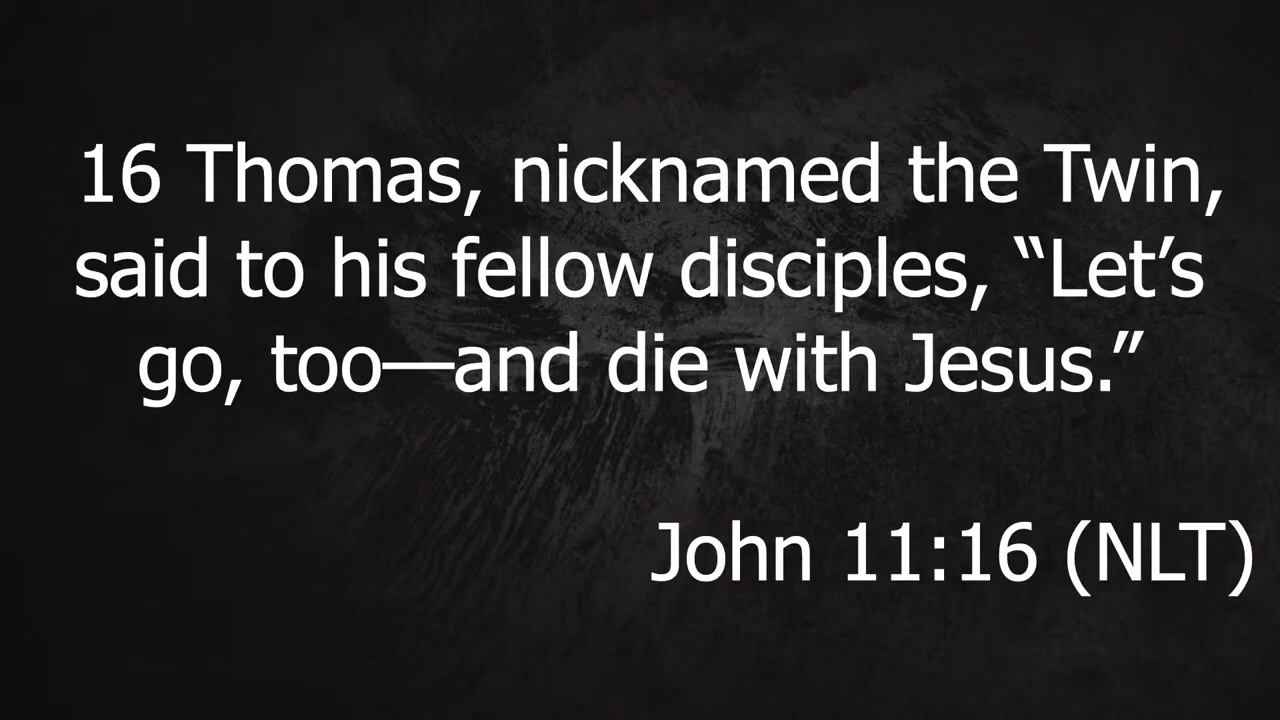 16 Thomas, nicknamed the Twin,
said to his fellow disciples, “Let’s
go, too—and die with Jesus.”
John 11:16 (NLT)